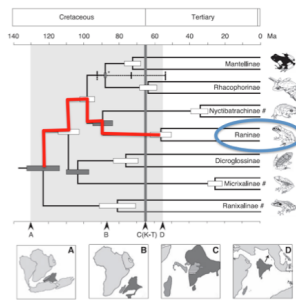 Cretaceous Tertiary
140 120 100 80 60 40 20 0 Ma
Mantellinae
Rhacophorinae
Nyctibatrachinae #
Raninae
Dicroglossinae
Micrixalinae #
Ranixalinae #
A B C(K-T) D
A B C D